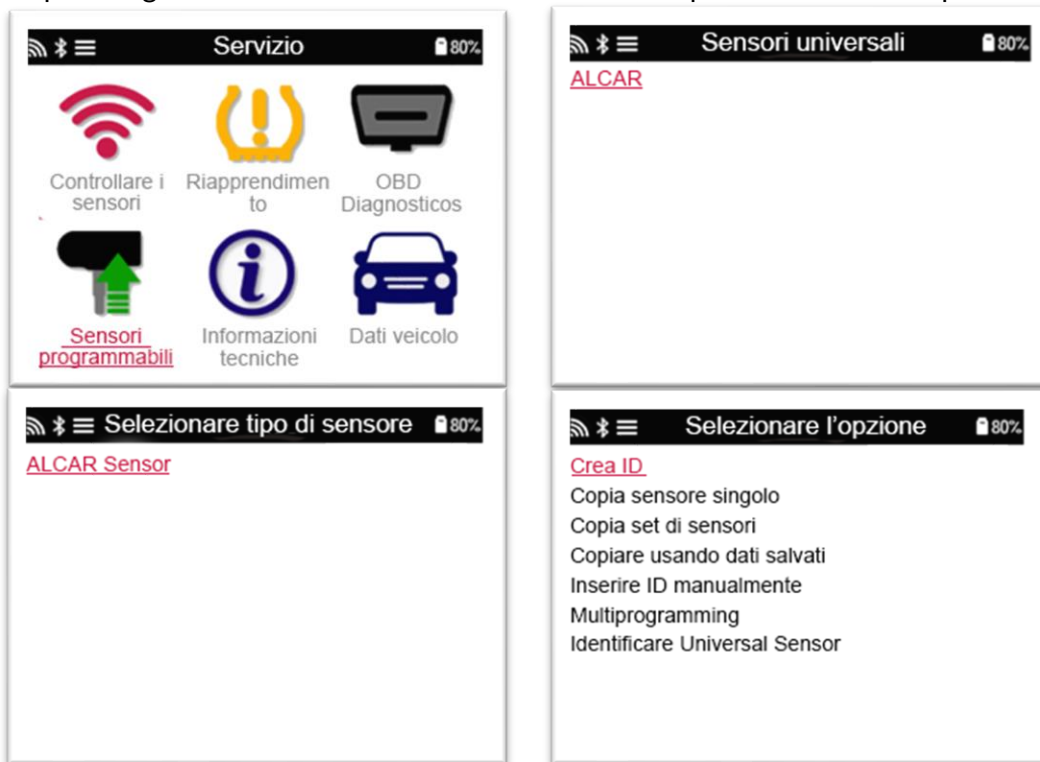 Servizio
80%
Controllare i
sensori
Riapprendimen
to
OBD
Diagnosticos
Sensori
programmabili
Informazioni
tecniche
Dati veicolo
Sensori universali
80%
ALCAR
Selezionare tipo di sensore
80%
ALCAR Sensor
Selezionare l'opzione
80%
Crea ID
Copia sensore singolo
Copia set di sensori
Copiare usando dati salvati
Inserire ID manualmente
Multiprogramming
Identificare Universal Sensor